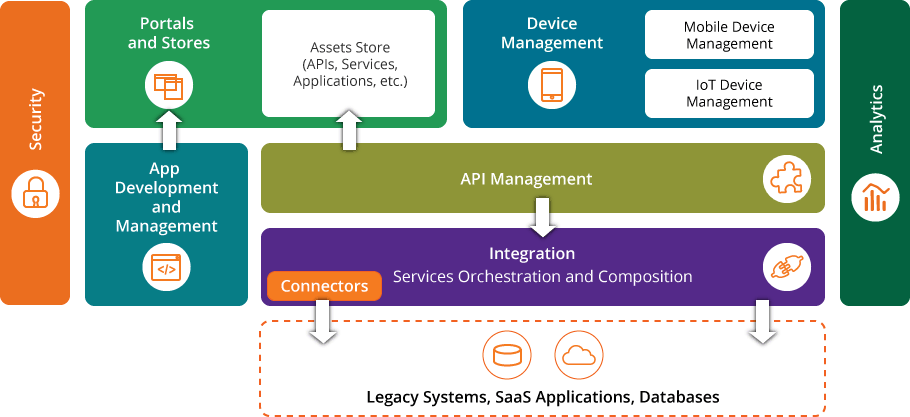 Security
Portals
and Stores
Assets Store
(APIs, Services,
Applications, etc.)
Device
Management
Mobile Device
Management
IoT Device
Management
Analytics
App
Development
and
Management
</>
API Management
Integration
Services Orchestration and Composition
Connectors
Legacy Systems, SaaS Applications, Databases